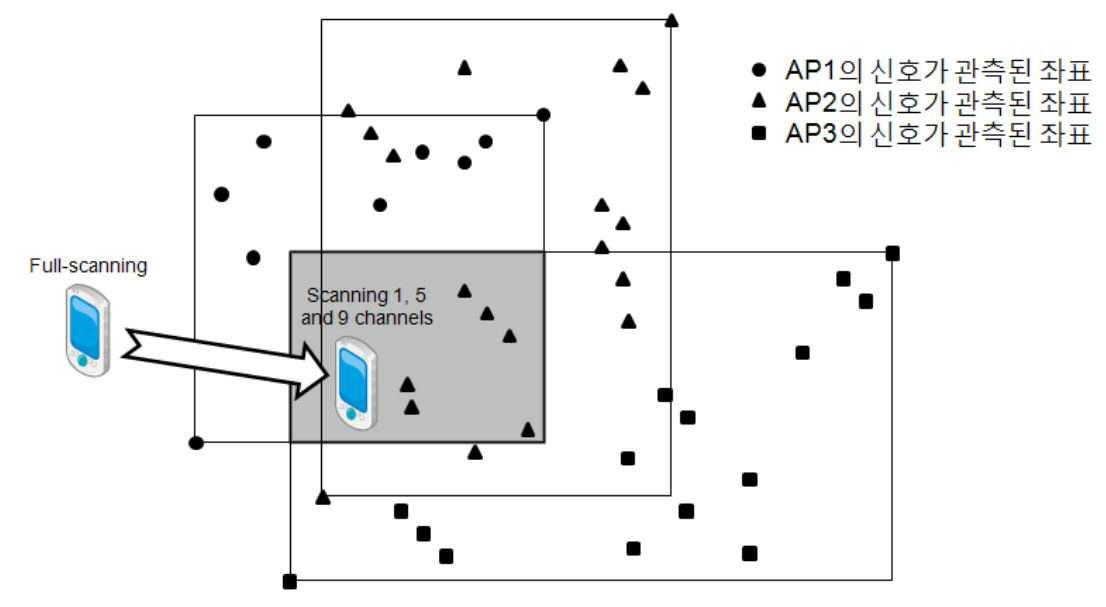 AP1의 신호가 관측된 좌표
AP2의 신호가 관측된 좌표
AP3의 신호가 관측된 좌표
Full-scanning
Scanning 1, 5
and 9 channels